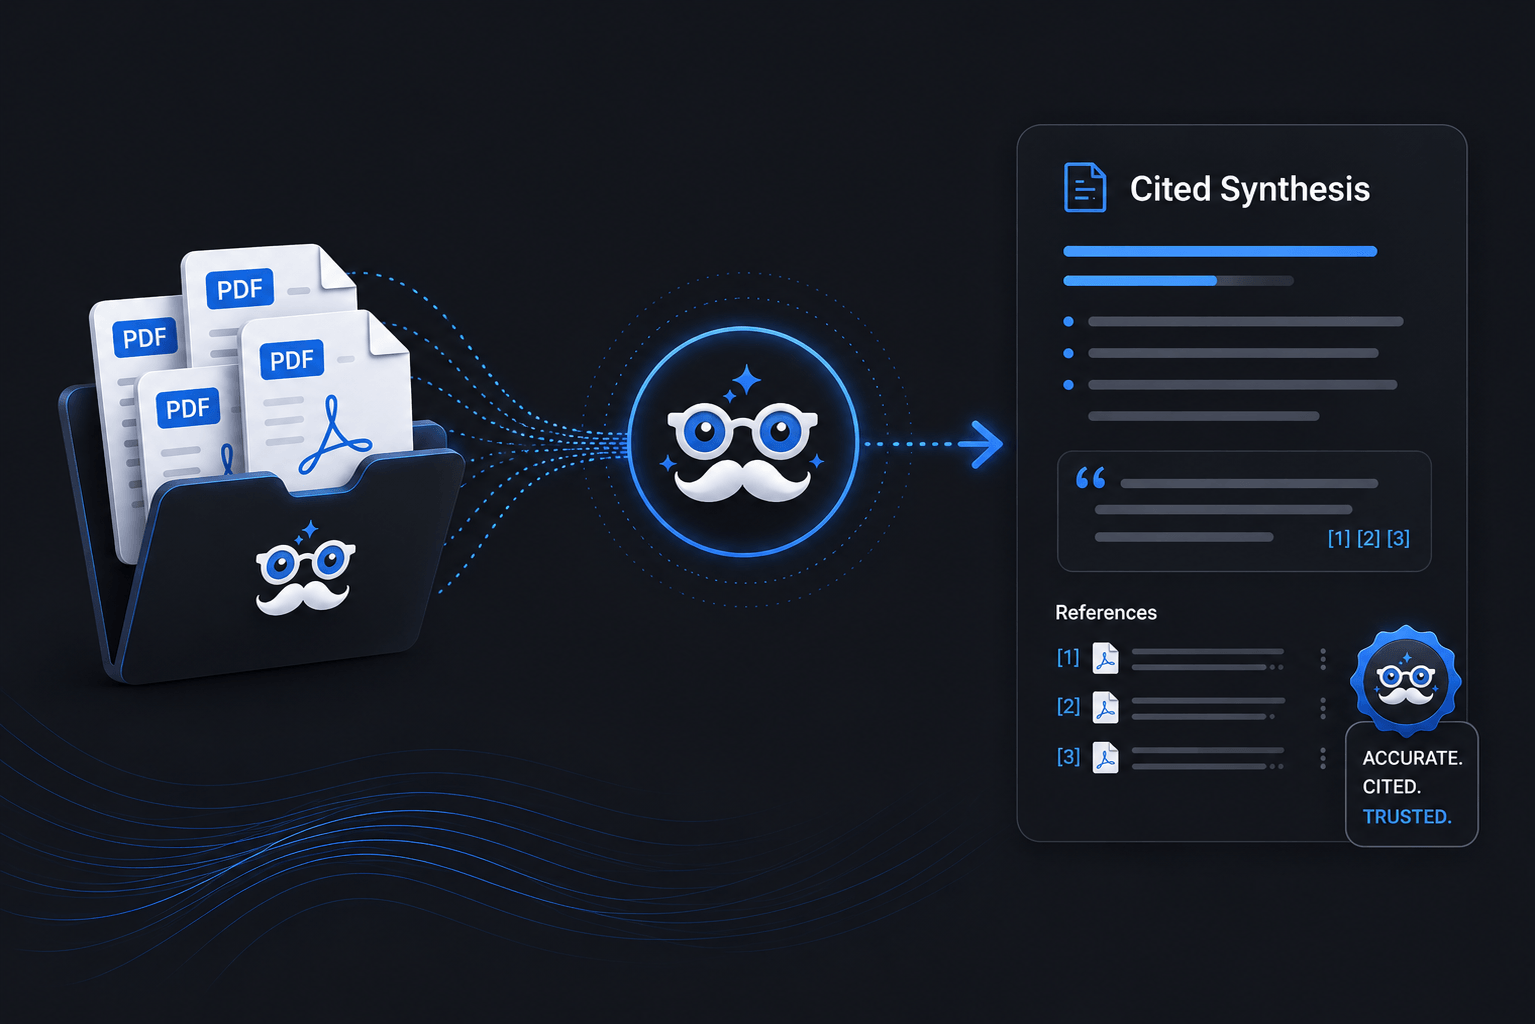 PDF
PDF
PDF
PDF
Cited Synthesis
“
[1] [2] [3]
References
[1]
[2]
[3]
ACCURATE.
CITED.
TRUSTED.